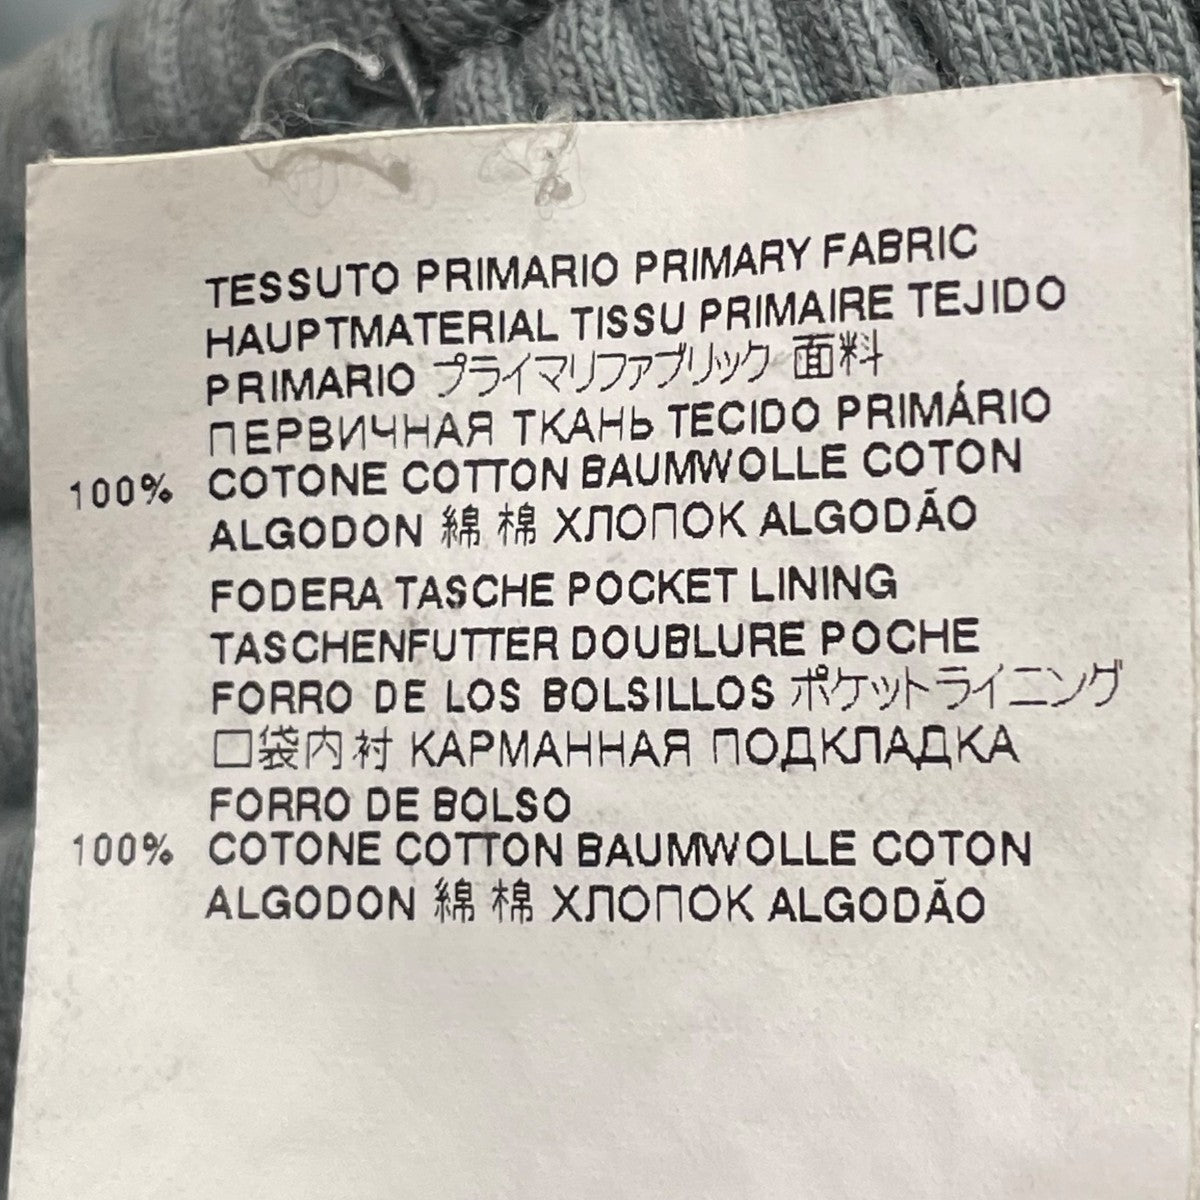 TESSUTO PRIMARIO PRIMARY FABRIC
HAUPTMATERIAL TISSU PRIMAIRE TEJIDO
PRIMARIO プライマリファブリック 面料
ПЕРВИЧНАЯ ТКАНЬ TECIDO PRIMÁRIO
100% COTONE COTTON BAUMWOLLE COTON
ALGODON 綿 棉 ХЛОПОК ALGODÃO
FODERA TASCHE POCKET LINING
TASCHENFUTTER DOUBLURE POCHE
FORRO DE LOS BOLSILLOS ポケットライニング
口袋内衬 КАРМАННАЯ ПОДКЛАДКА
FORRO DE BOLSO
100% COTONE COTTON BAUMWOLLE COTON
ALGODON 綿 棉 ХЛОПОК ALGODÃO